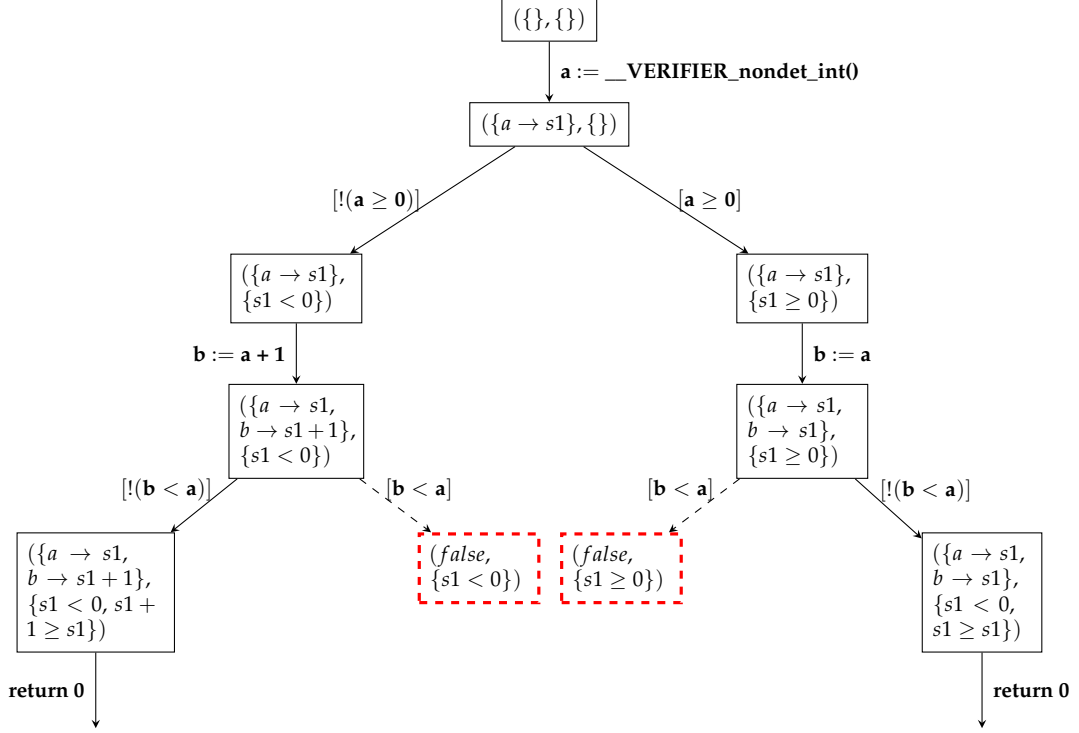 ({}, {})
a := __VERIFIER_nondet_int()
({a → s1}, {})
[!(a ≥ 0)]
[a ≥ 0]
({a → s1},
{s1 < 0})
({a → s1},
{s1 ≥ 0})
b := a + 1
b := a
({a → s1,
b → s1 + 1},
{s1 < 0})
({a → s1,
b → s1},
{s1 ≥ 0})
[!(b < a)]
[b < a]
[b < a]
[!(b < a)]
({a → s1,
b → s1 + 1},
{s1 < 0, s1 +
1 ≥ s1})
(false,
{s1 < 0})
(false,
{s1 ≥ 0})
({a → s1,
b → s1},
{s1 < 0,
s1 ≥ s1})
return 0
return 0